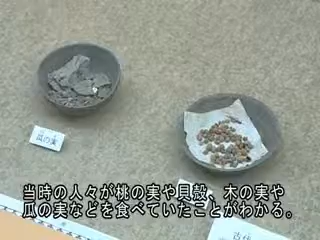 瓜の実
当時の人々が桃の実や貝殻、木の実や
瓜の実などを食べていたことがわかる。